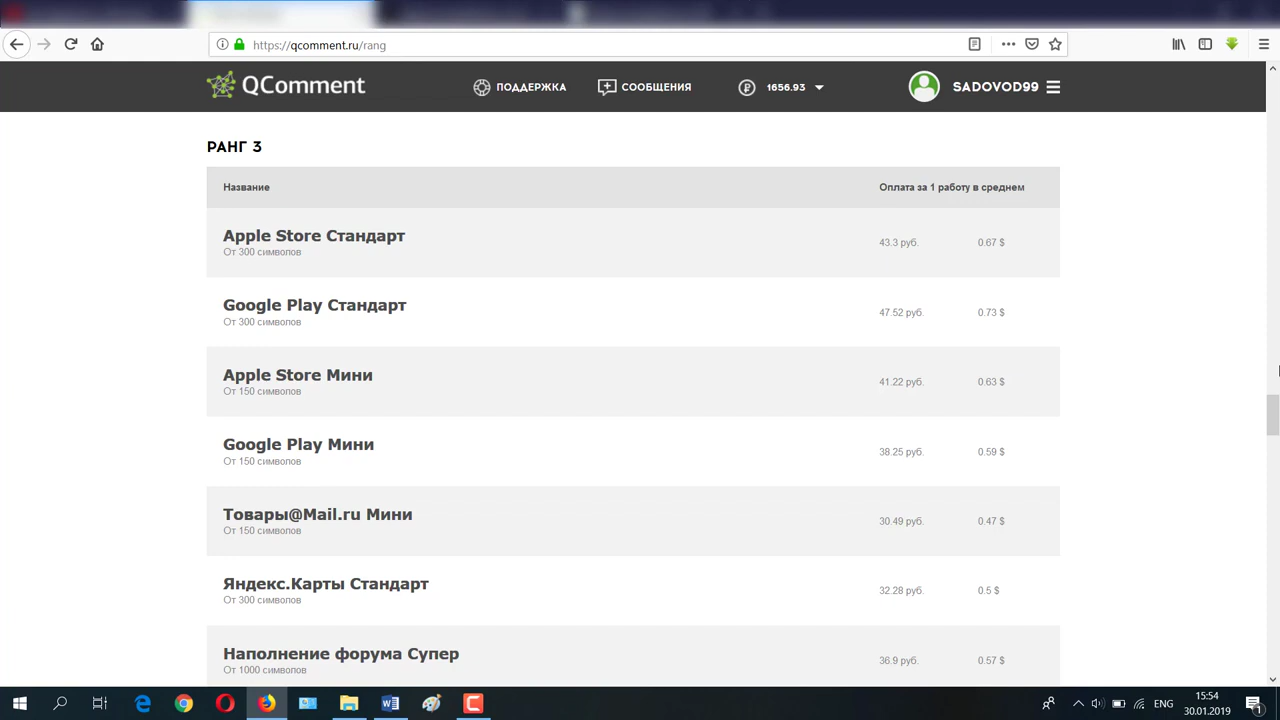 https://qcomment.ru/rang
QComment
ПОДДЕРЖКА
СООБЩЕНИЯ
1656.93
SADOVOD99
РАНГ 3
Название
Оплата за 1 работу в среднем
Apple Store Стандарт
От 300 символов
43.3 руб.
0.67 $
Google Play Стандарт
От 300 символов
47.52 руб.
0.73 $
Apple Store Мини
От 150 символов
41.22 руб.
0.63 $
Google Play Мини
От 150 символов
38.25 руб.
0.59 $
Товары@Mail.ru Мини
От 150 символов
30.49 руб.
0.47 $
Яндекс.Карты Стандарт
От 300 символов
32.28 руб.
0.5 $
Наполнение форума Супер
От 1000 символов
36.9 руб.
0.57 $
ENG
15:54
30.01.2019
1